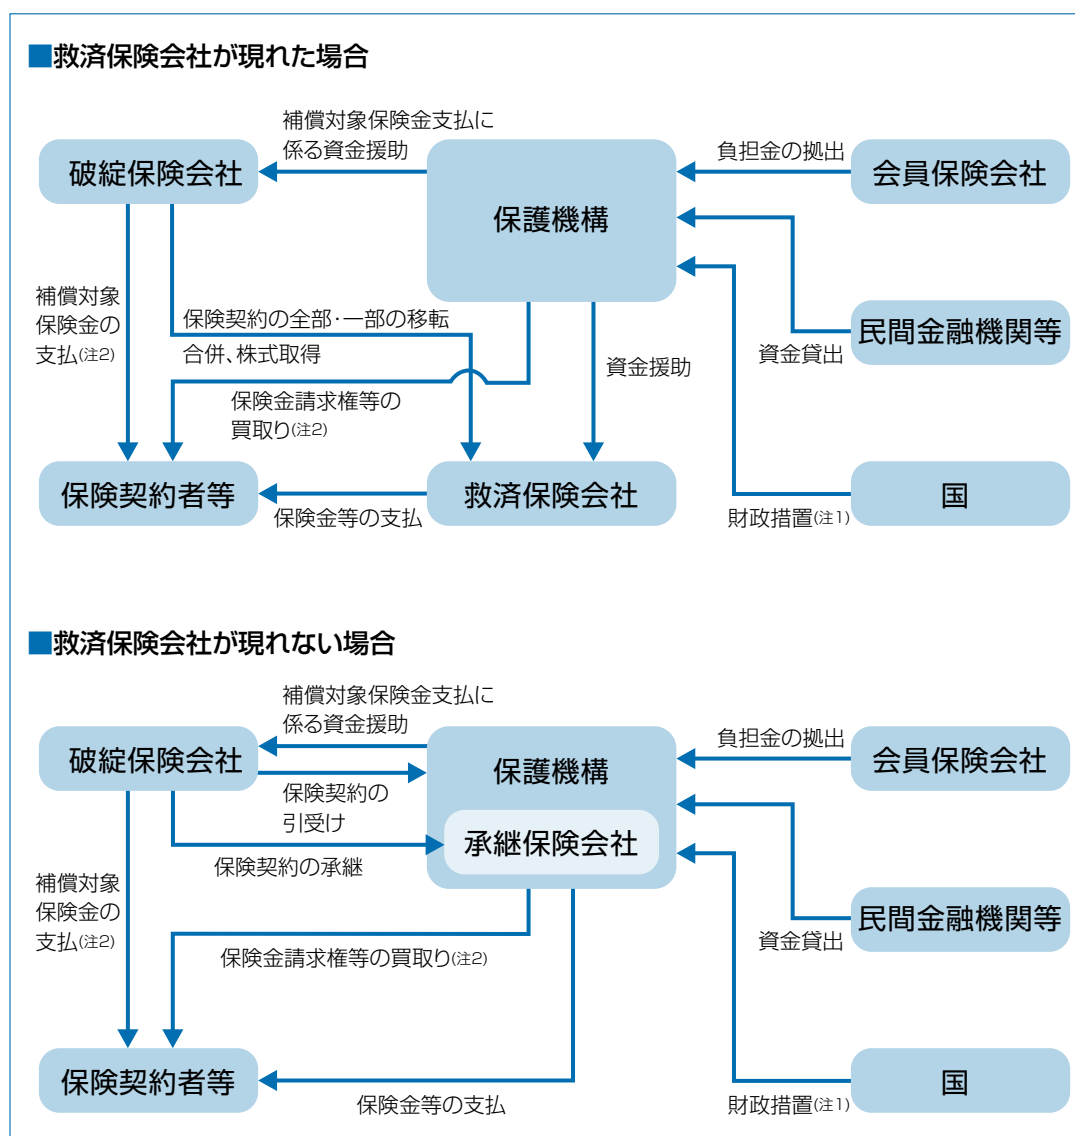 ■救済保険会社が現れた場合
補償対象保険金支払に
係る資金援助
負担金の拠出
破綻保険会社
保護機構
会員保険会社
補償対象
保険金の
支払(注2)
保険契約の全部・一部の移転
合併、株式取得
資金援助
民間金融機関等
資金貸出
保険金請求権等の
買取り(注2)
保険契約者等
救済保険会社
国
保険金等の支払
財政措置(注1)
■救済保険会社が現れない場合
補償対象保険金支払に
係る資金援助
負担金の拠出
破綻保険会社
保護機構
会員保険会社
保険契約の
引受け
承継保険会社
保険契約の承継
補償対象
保険金の
支払(注2)
民間金融機関等
資金貸出
保険金請求権等の買取り(注2)
保険契約者等
国
保険金等の支払
財政措置(注1)